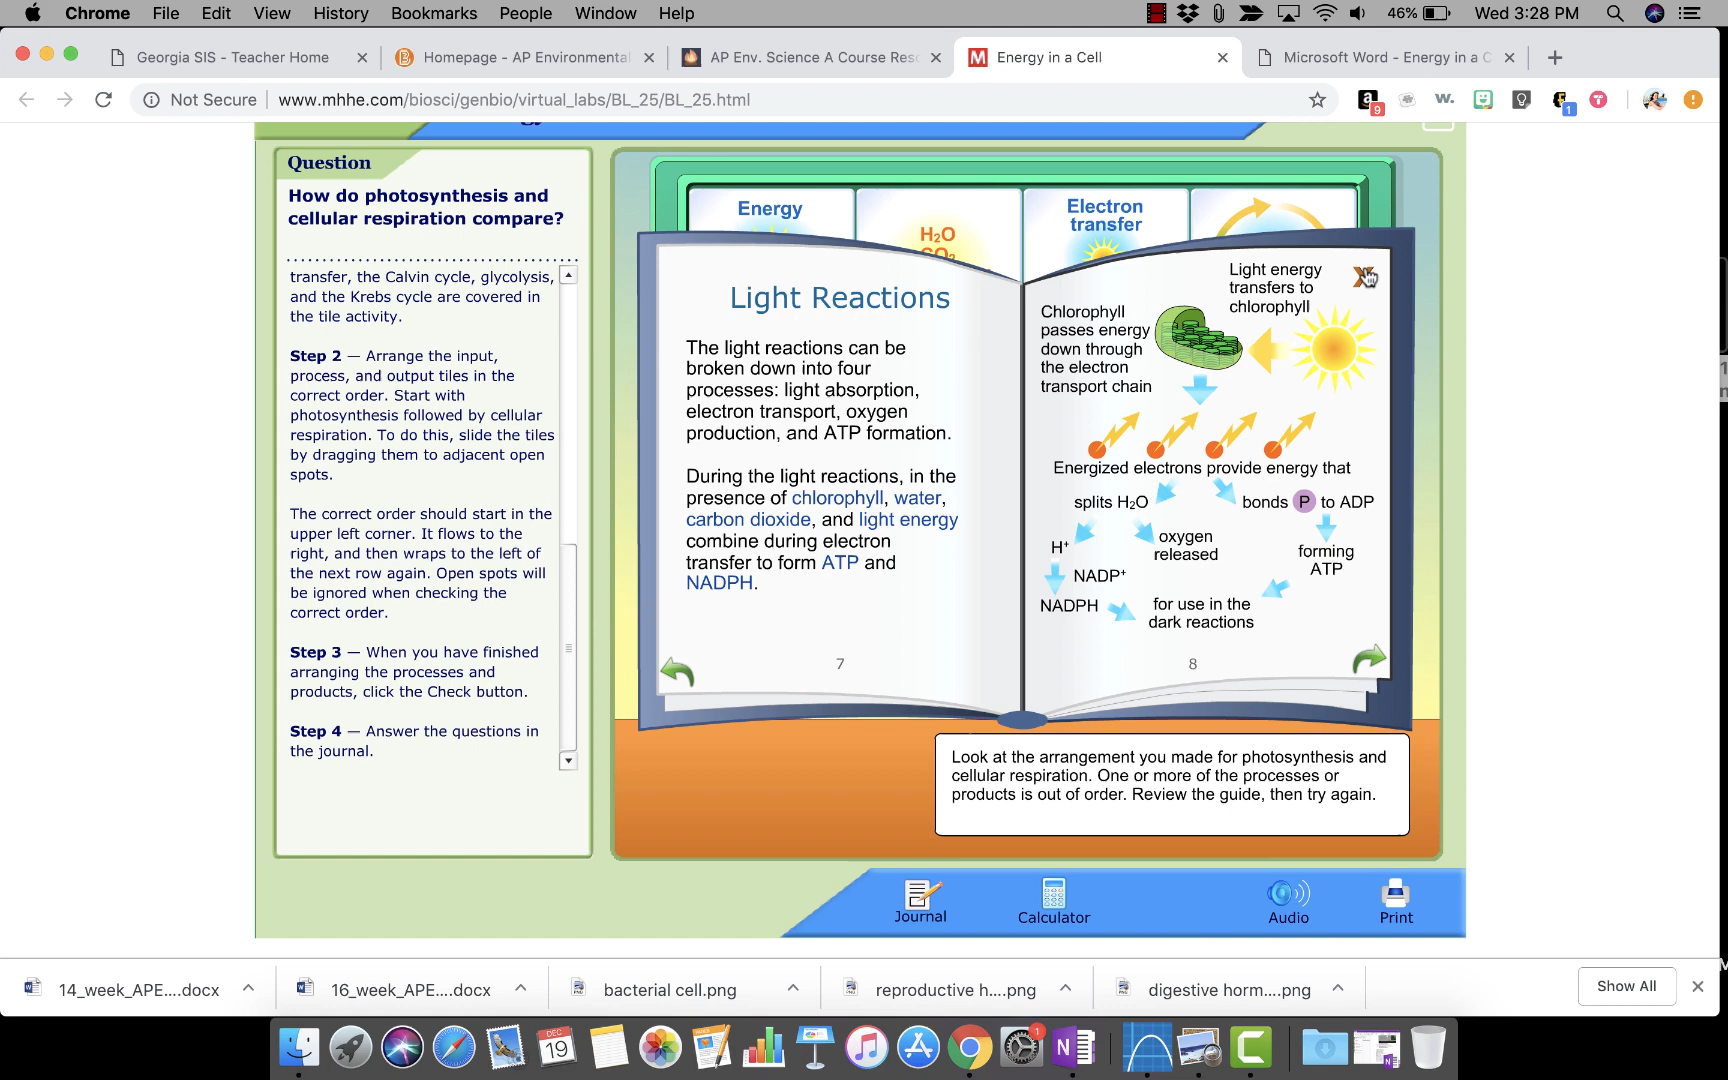 Chrome File Edit View History Bookmarks People Window Help 46% Wed 3:28 PM
Georgia SIS - Teacher Home
Homepage - AP Environmental
AP Env. Science A Course Reso
Energy in a Cell
Microsoft Word - Energy in a C
Not Secure www.mhhe.com/biosci/genbio/virtual_labs/BL_25/BL_25.html
9
1
Question
How do photosynthesis and
cellular respiration compare?
transfer, the Calvin cycle, glycolysis,
and the Krebs cycle are covered in
the tile activity.
Step 2 — Arrange the input,
process, and output tiles in the
correct order. Start with
photosynthesis followed by cellular
respiration. To do this, slide the tiles
by dragging them to adjacent open
spots.
The correct order should start in the
upper left corner. It flows to the
right, and then wraps to the left of
the next row again. Open spots will
be ignored when checking the
correct order.
Step 3 — When you have finished
arranging the processes and
products, click the Check button.
Step 4 — Answer the questions in
the journal.
Energy
H₂O
CO₂
Electron
transfer
Light Reactions
The light reactions can be
broken down into four
processes: light absorption,
electron transport, oxygen
production, and ATP formation.
During the light reactions, in the
presence of chlorophyll, water,
carbon dioxide, and light energy
combine during electron
transfer to form ATP and
NADPH.
7
Light energy
transfers to
chlorophyll
X
Chlorophyll
passes energy
down through
the electron
transport chain
Energized electrons provide energy that
splits H₂O
bonds P to ADP
H⁺
oxygen
released
forming
ATP
NADP⁺
NADPH
for use in the
dark reactions
8
Look at the arrangement you made for photosynthesis and
cellular respiration. One or more of the processes or
products is out of order. Review the guide, then try again.
Journal
Calculator
Audio
Print
14_week_APE....docx
16_week_APE....docx
bacterial cell.png
reproductive h....png
digestive horm....png
Show All
DEC
19
1